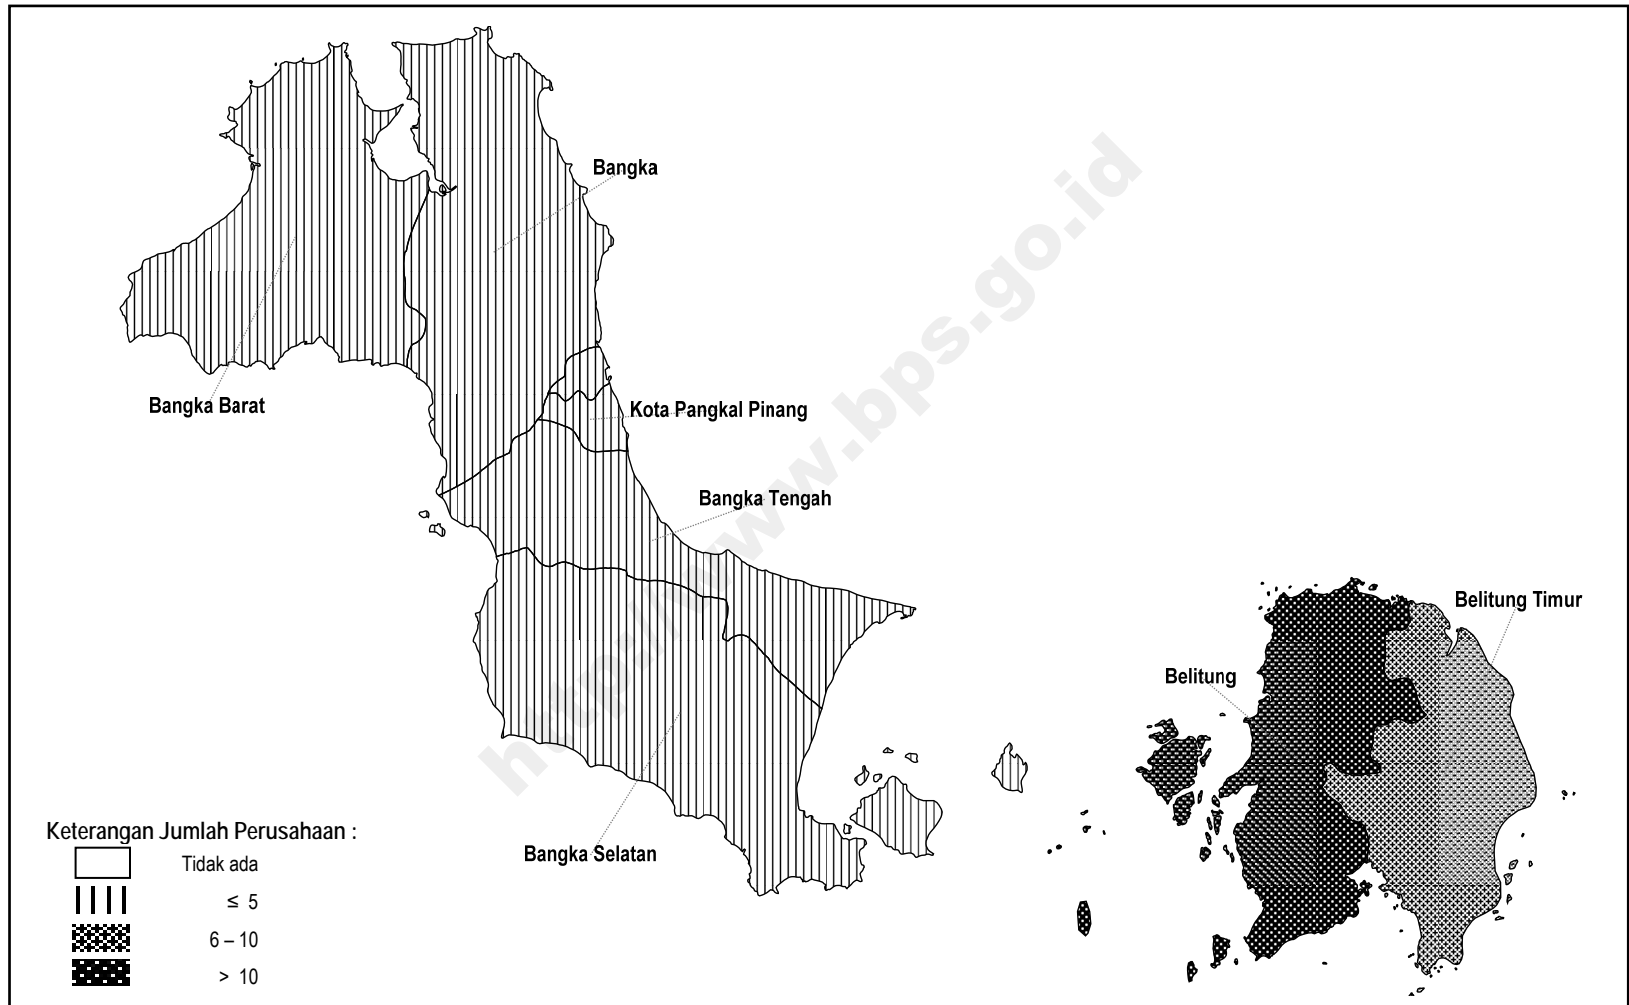 Bangka
Bangka Barat
Kota Pangkal Pinang
Bangka Tengah
Belitung Timur
Belitung
Bangka Selatan
Keterangan Jumlah Perusahaan :
Tidak ada
≤ 5
6 – 10
> 10
http://www.bps.go.id